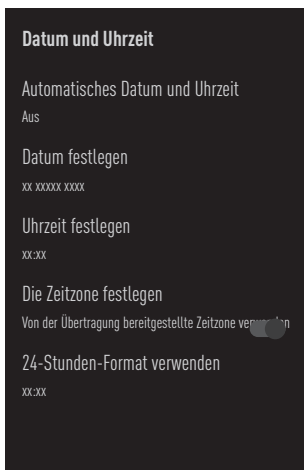 Datum und Uhrzeit
Automatisches Datum und Uhrzeit
Aus
Datum festlegen
xx xxxxx xxxx
Uhrzeit festlegen
xx:xx
Die Zeitzone festlegen
Von der Übertragung bereitgestellte Zeitzone
24-Stunden-Format verwenden
xx:xx